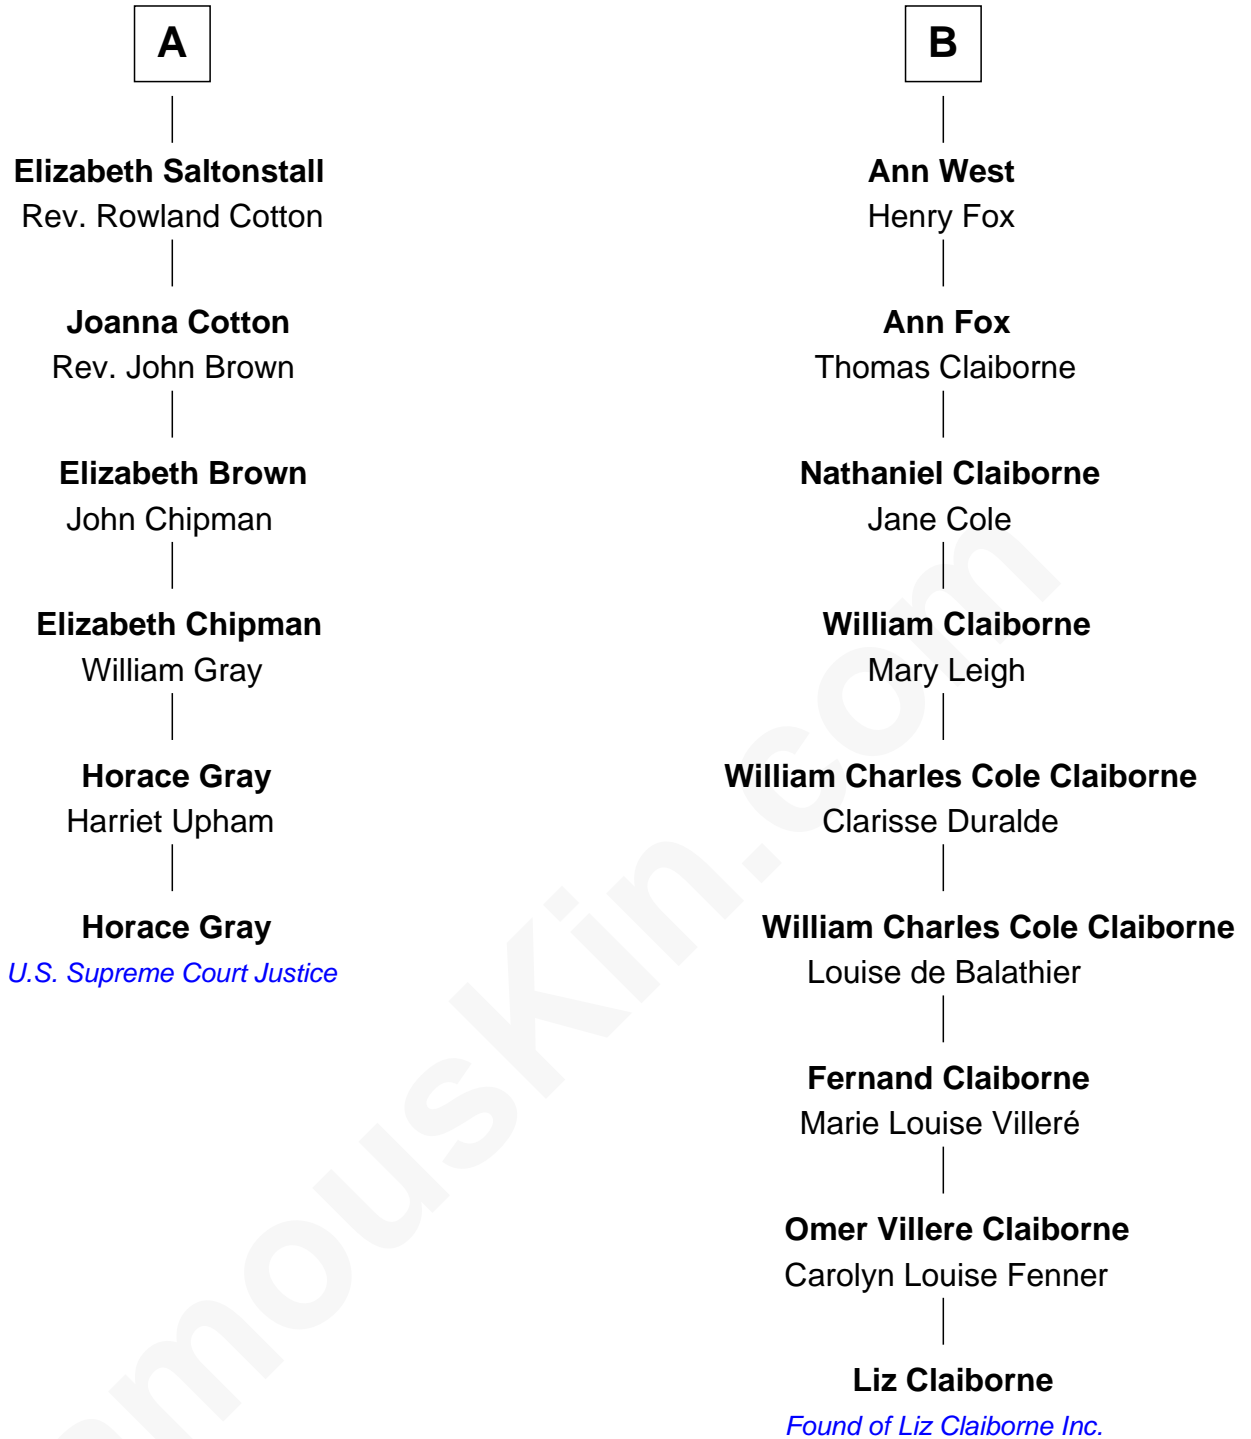 A
Elizabeth Saltonstall
Rev. Rowland Cotton
Joanna Cotton
Rev. John Brown
Elizabeth Brown
John Chipman
Elizabeth Chipman
William Gray
Horace Gray
Harriet Upham
Horace Gray
U.S. Supreme Court Justice
B
Ann West
Henry Fox
Ann Fox
Thomas Claiborne
Nathaniel Claiborne
Jane Cole
William Claiborne
Mary Leigh
William Charles Cole Claiborne
Clarisse Duralde
William Charles Cole Claiborne
Louise de Balathier
Fernand Claiborne
Marie Louise Villeré
Omer Villere Claiborne
Carolyn Louise Fenner
Liz Claiborne
Found of Liz Claiborne Inc.
amouskin.com